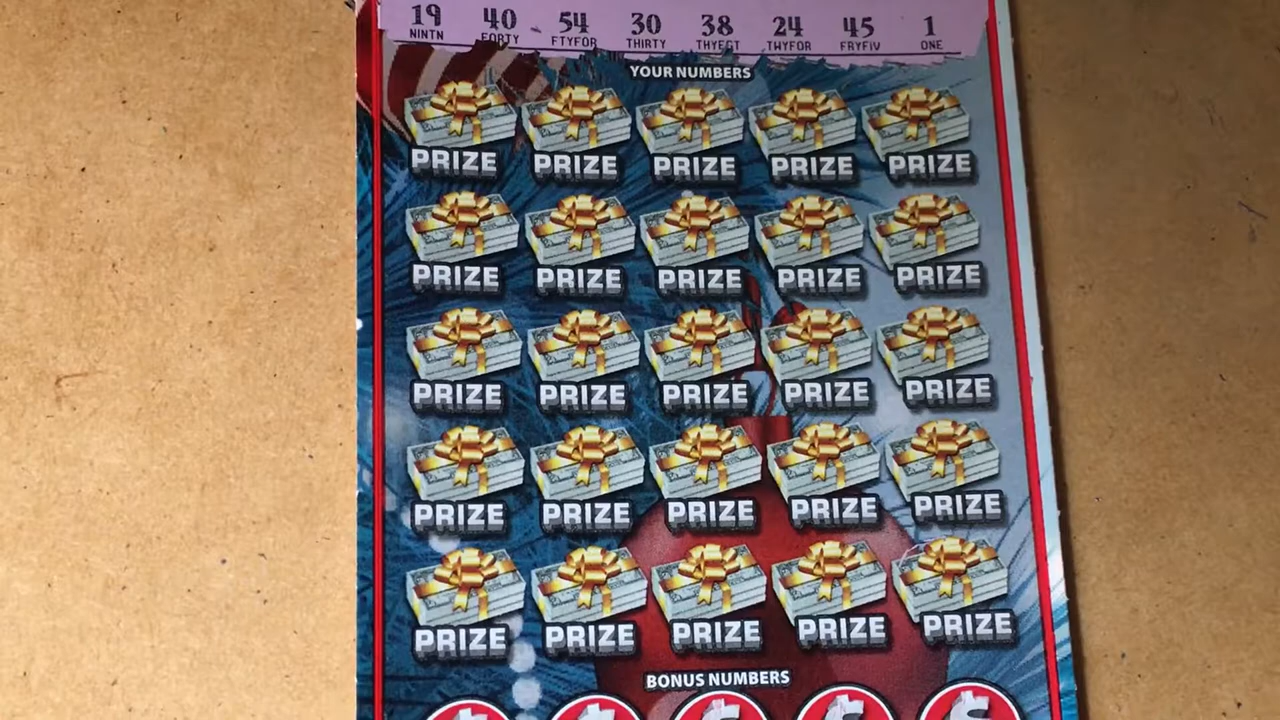 19 40 54 30 38 24 45 1
NINTN FORTY FTYFOR THIRTY THYEGT TWYFOR FRYFIV ONE
YOUR NUMBERS
PRIZE PRIZE PRIZE PRIZE PRIZE
PRIZE PRIZE PRIZE PRIZE PRIZE
PRIZE PRIZE PRIZE PRIZE PRIZE
PRIZE PRIZE PRIZE PRIZE PRIZE
PRIZE PRIZE PRIZE PRIZE PRIZE
BONUS NUMBERS